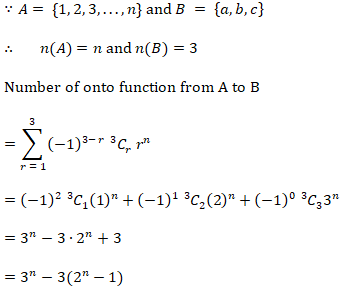 ∵ A = {1, 2, 3, ..., n} and B = {a, b, c}
∴ n(A) = n and n(B) = 3
Number of onto function from A to B
= ∑_{r = 1}^{3} (−1)^{3−r} ³C_r r^n
= (−1)² ³C₁(1)^n + (−1)¹ ³C₂(2)^n + (−1)⁰ ³C₃3^n
= 3^n − 3 · 2^n + 3
= 3^n − 3(2^n − 1)